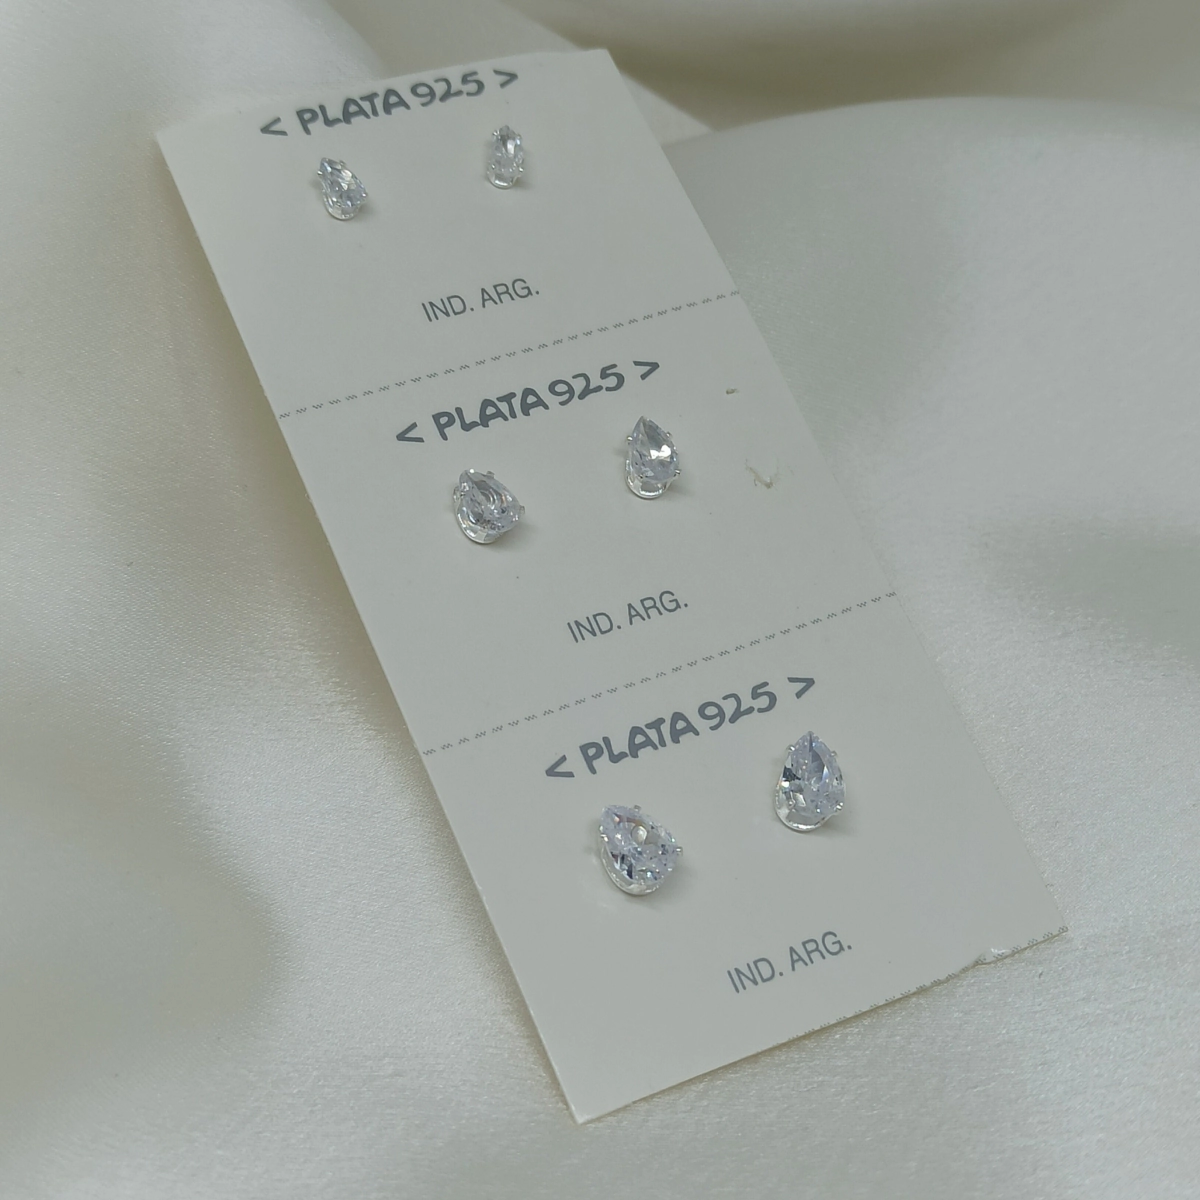 < PLATA 925 >
IND. ARG.
< PLATA 925 >
IND. ARG.
< PLATA 925 >
IND. ARG.